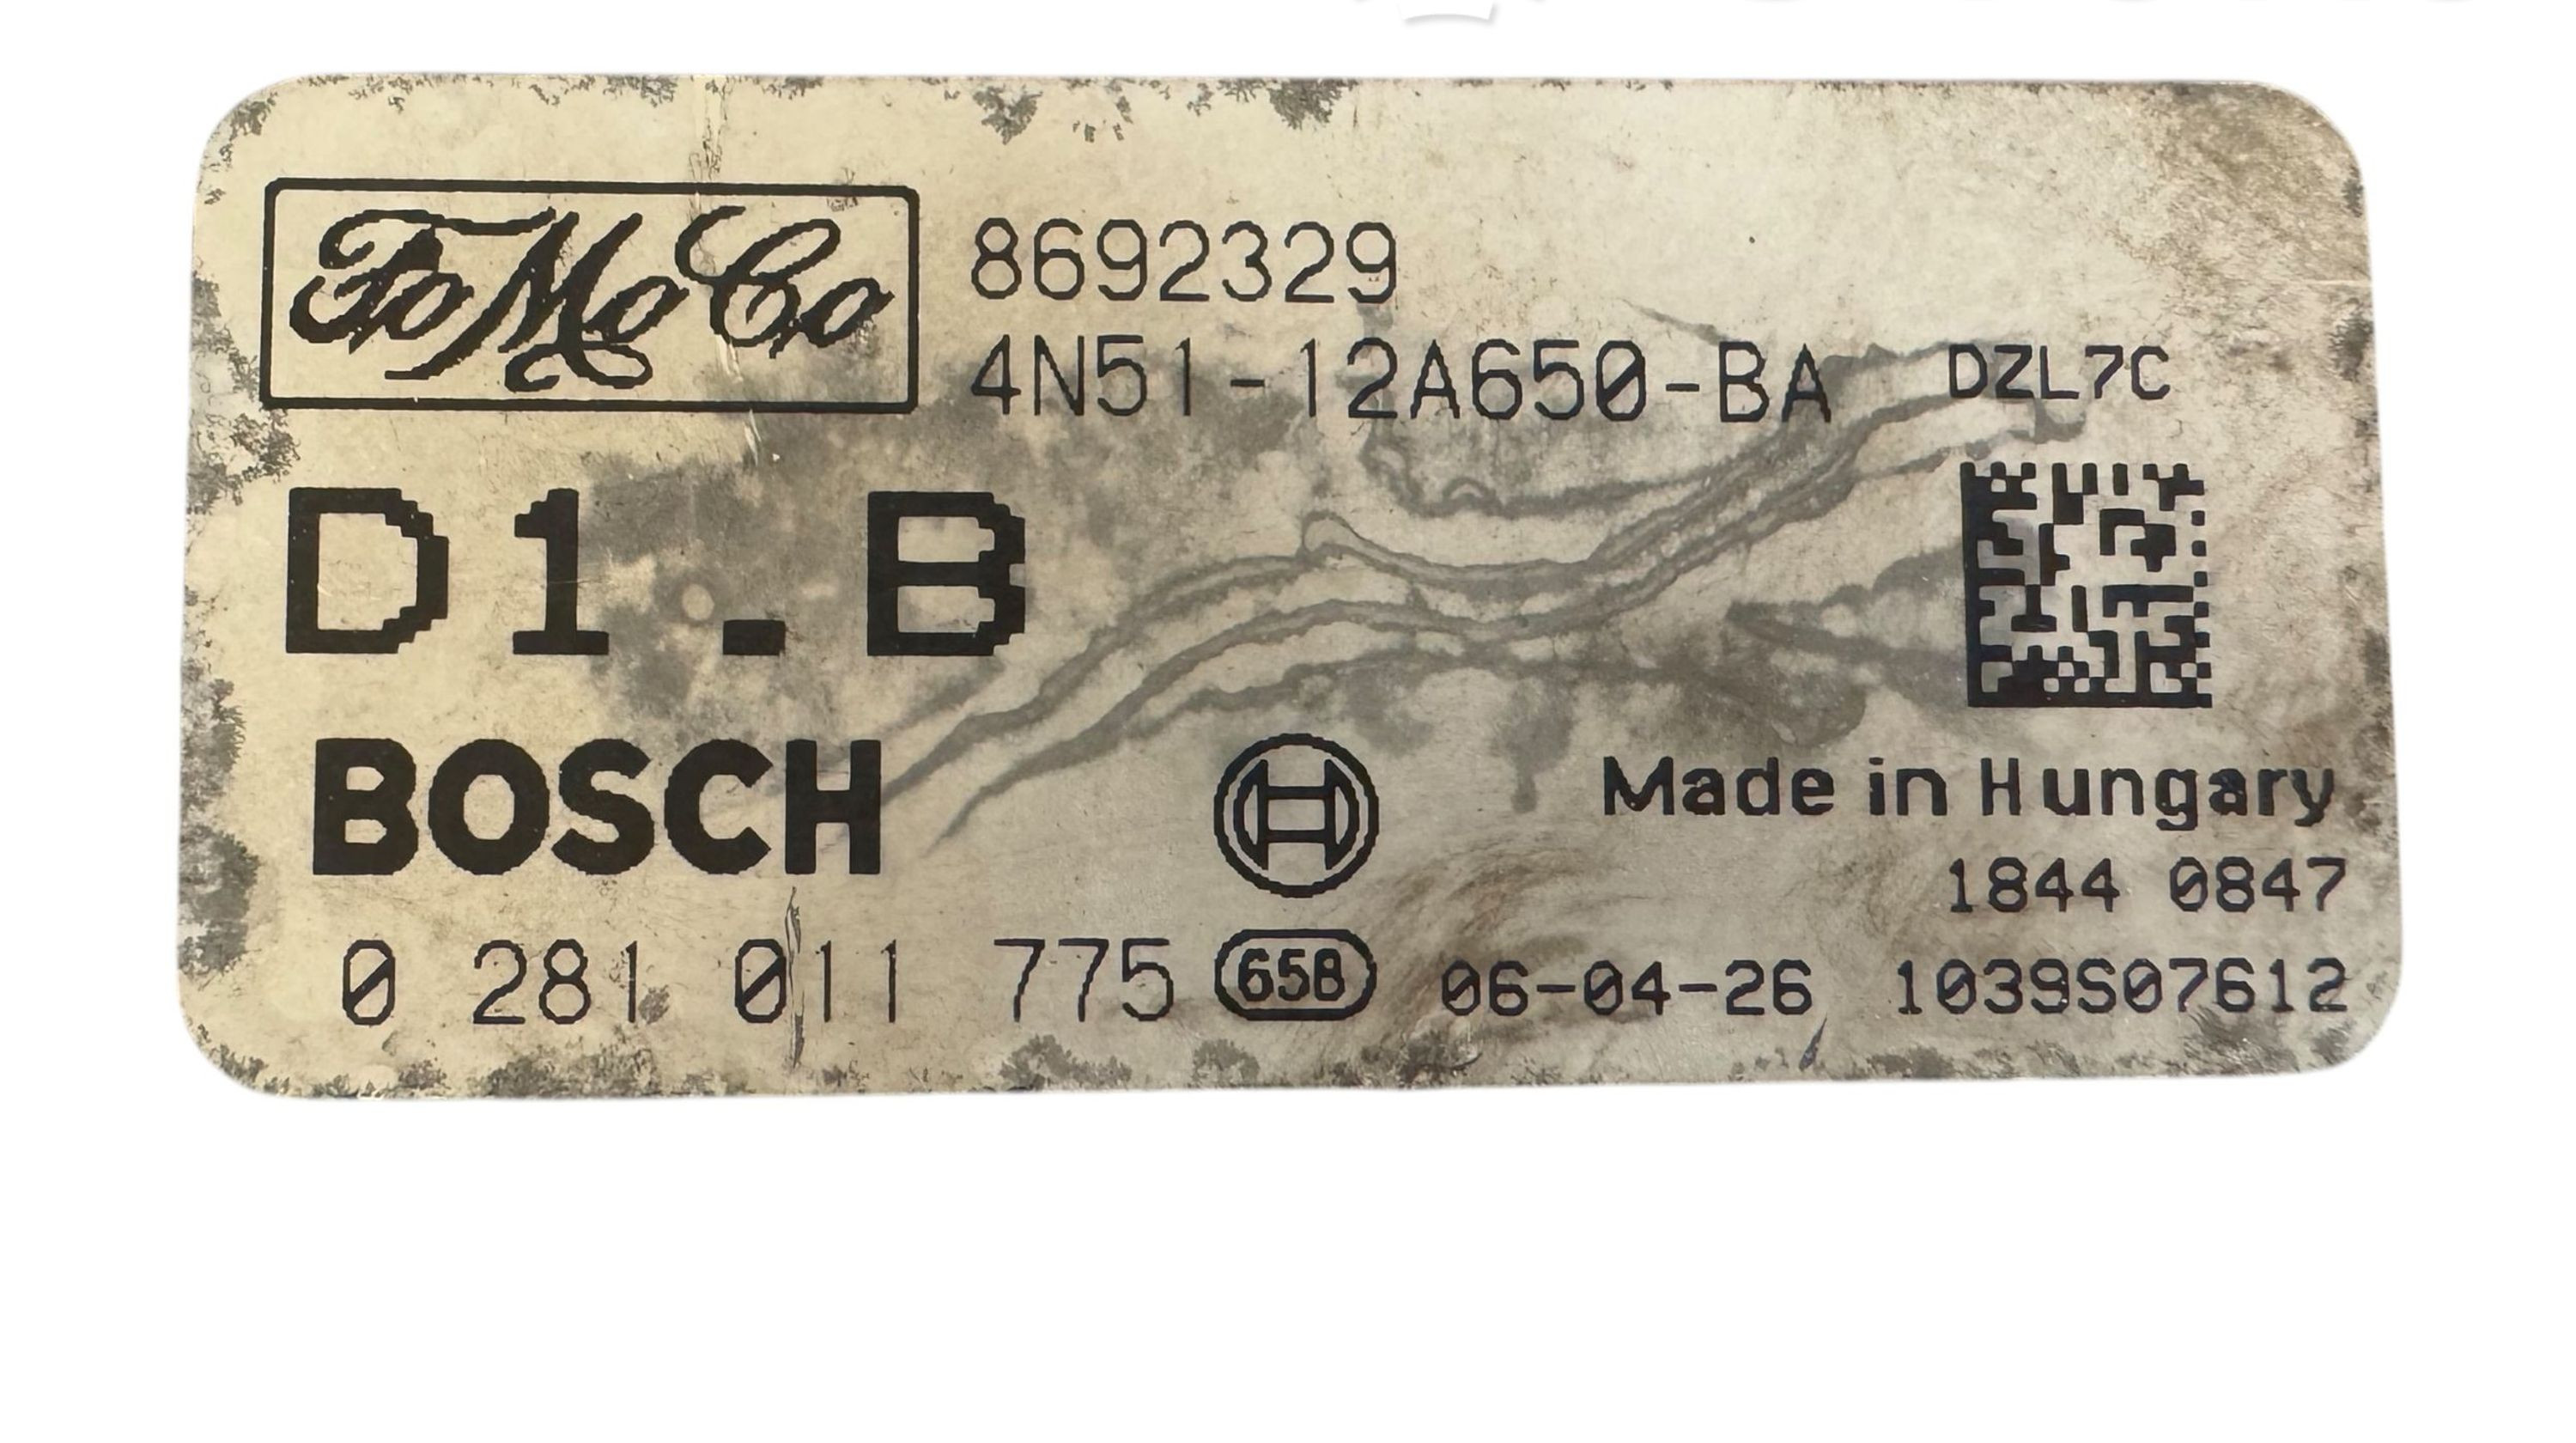 FoMoCo
8692329
4N51-12A650-BA DZL7C
D1.B
BOSCH
Made in Hungary
1844 0847
0 281 011 775 65B 06-04-26 1039S07612